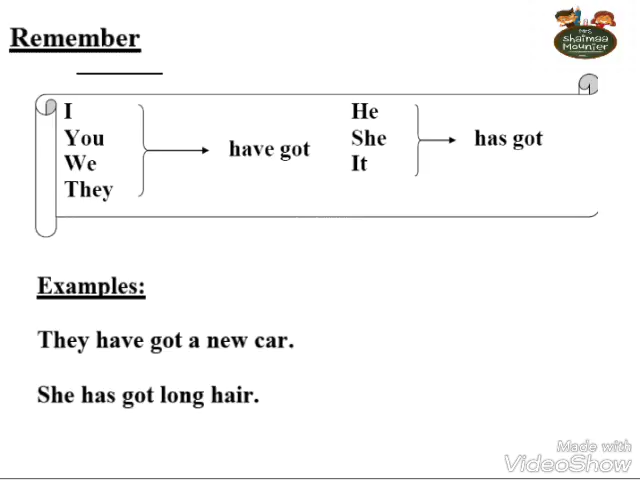 Remember
Mrs
Shaimaa
Mounier
I
You
We
They
have got
He
She
It
has got
Examples:
They have got a new car.
She has got long hair.
Made with
VideoShow